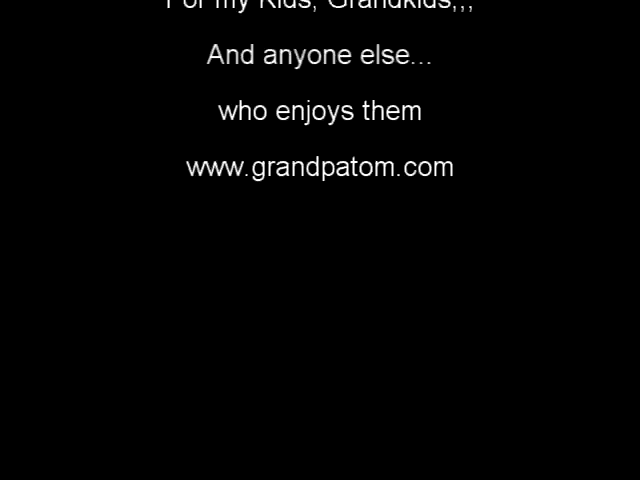 For my Kids, Grandkids,,,
And anyone else...
who enjoys them
www.grandpatom.com